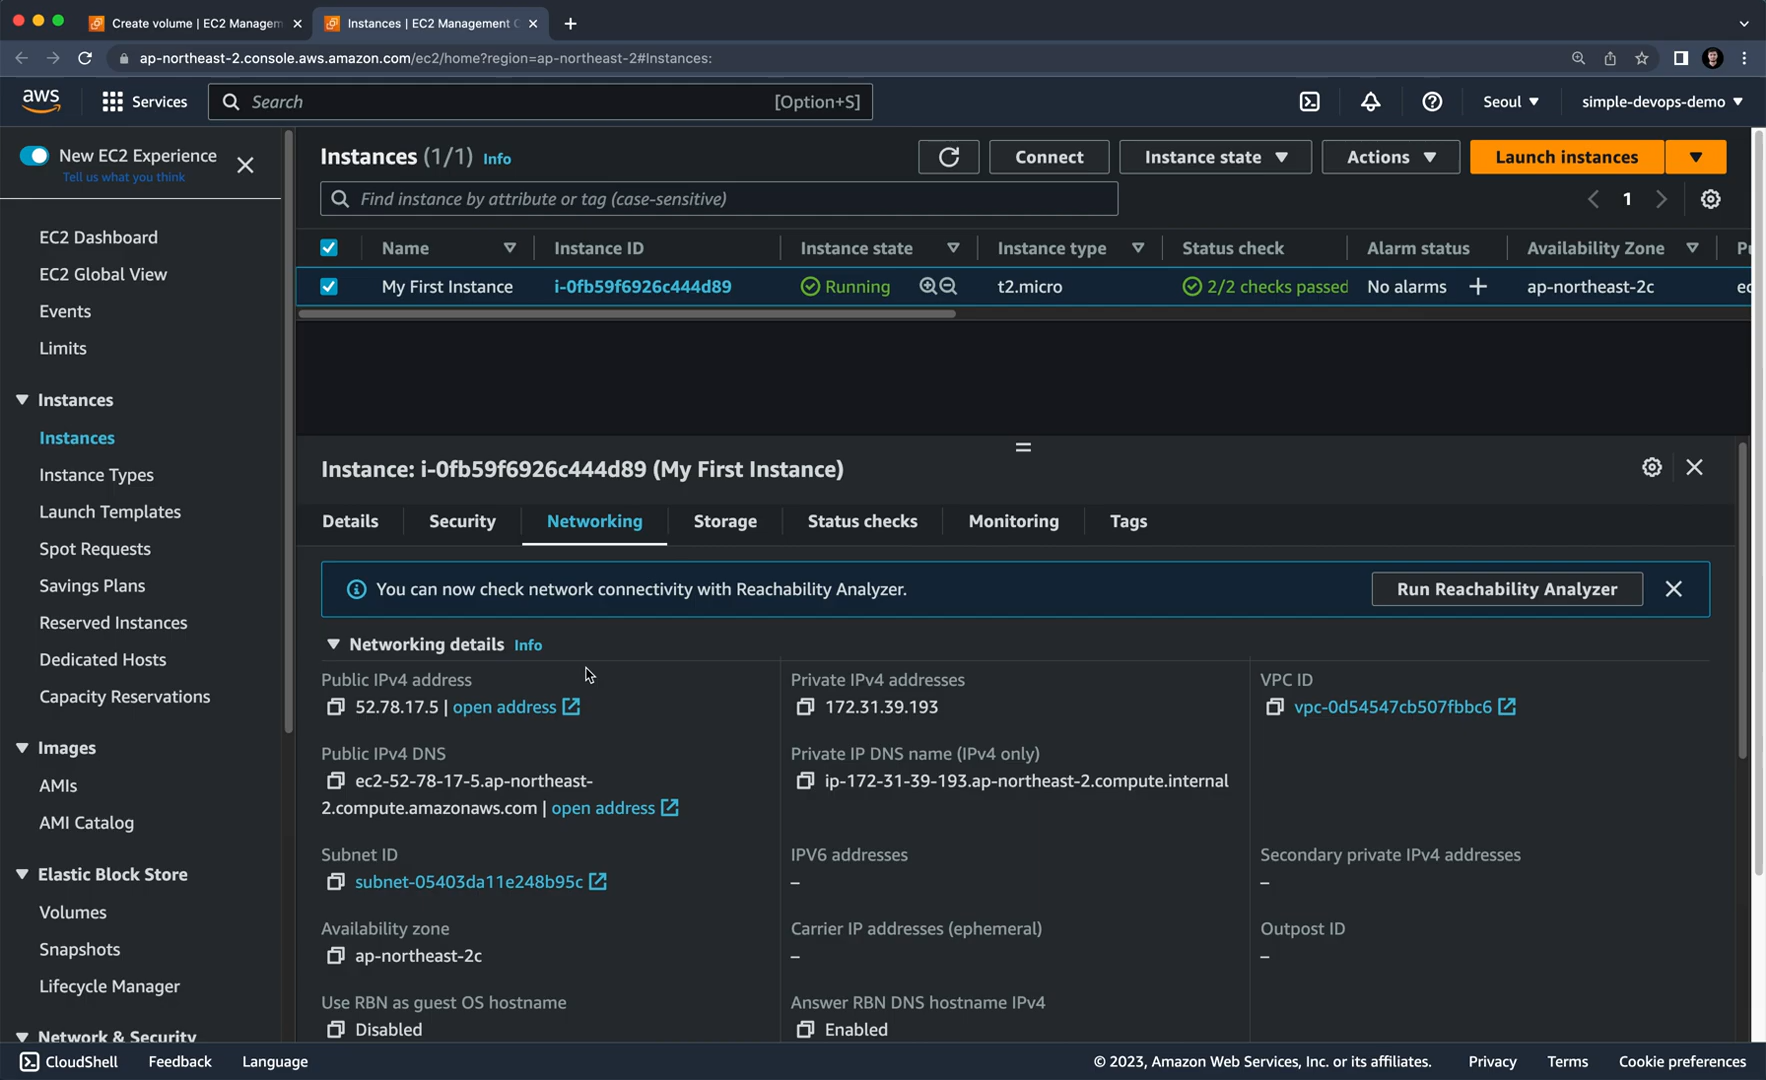 Create volume | EC2 Managem
Instances | EC2 Management C
ap-northeast-2.console.aws.amazon.com/ec2/home?region=ap-northeast-2#Instances:
aws
Services
Search
[Option+S]
Seoul
simple-devops-demo
New EC2 Experience
Tell us what you think
EC2 Dashboard
EC2 Global View
Events
Limits
Instances
Instances
Instance Types
Launch Templates
Spot Requests
Savings Plans
Reserved Instances
Dedicated Hosts
Capacity Reservations
Images
AMIs
AMI Catalog
Elastic Block Store
Volumes
Snapshots
Lifecycle Manager
Network & Security
Instances (1/1) Info
Connect
Instance state
Actions
Launch instances
Find instance by attribute or tag (case-sensitive)
1
Name Instance ID Instance state Instance type Status check Alarm status Availability Zone Pu
My First Instance i-0fb59f6926c444d89 Running t2.micro 2/2 checks passed No alarms ap-northeast-2c ec
Instance: i-0fb59f6926c444d89 (My First Instance)
Details Security Networking Storage Status checks Monitoring Tags
You can now check network connectivity with Reachability Analyzer.
Run Reachability Analyzer
Networking details Info
Public IPv4 address
52.78.17.5 | open address
Private IPv4 addresses
172.31.39.193
VPC ID
vpc-0d54547cb507fbbc6
Public IPv4 DNS
ec2-52-78-17-5.ap-northeast-
2.compute.amazonaws.com | open address
Private IP DNS name (IPv4 only)
ip-172-31-39-193.ap-northeast-2.compute.internal
Subnet ID
subnet-05403da11e248b95c
IPV6 addresses
–
Secondary private IPv4 addresses
–
Availability zone
ap-northeast-2c
Carrier IP addresses (ephemeral)
–
Outpost ID
–
Use RBN as guest OS hostname
Disabled
Answer RBN DNS hostname IPv4
Enabled
CloudShell
Feedback
Language
© 2023, Amazon Web Services, Inc. or its affiliates.
Privacy
Terms
Cookie preferences